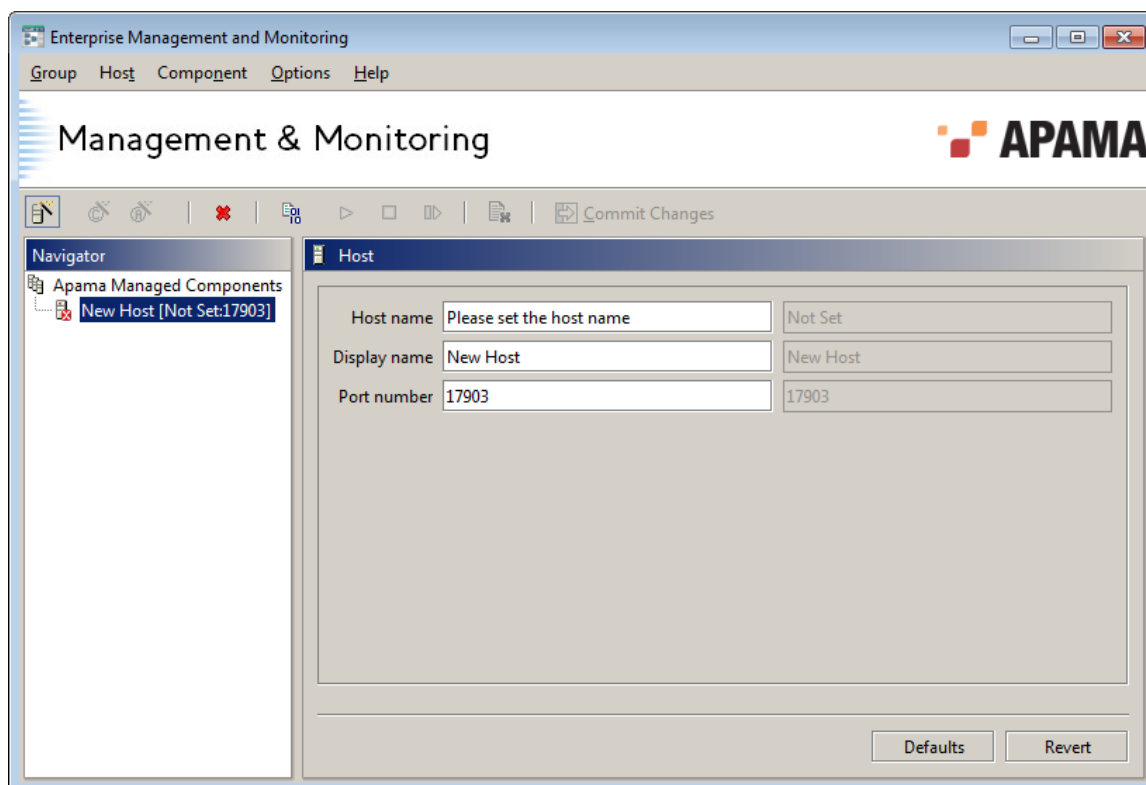 Enterprise Management and Monitoring
Group Host Component Options Help
Management & Monitoring
APAMA
Commit Changes
Navigator
Apama Managed Components
New Host [Not Set:17903]
Host
Host name Please set the host name Not Set
Display name New Host New Host
Port number 17903 17903
Defaults Revert